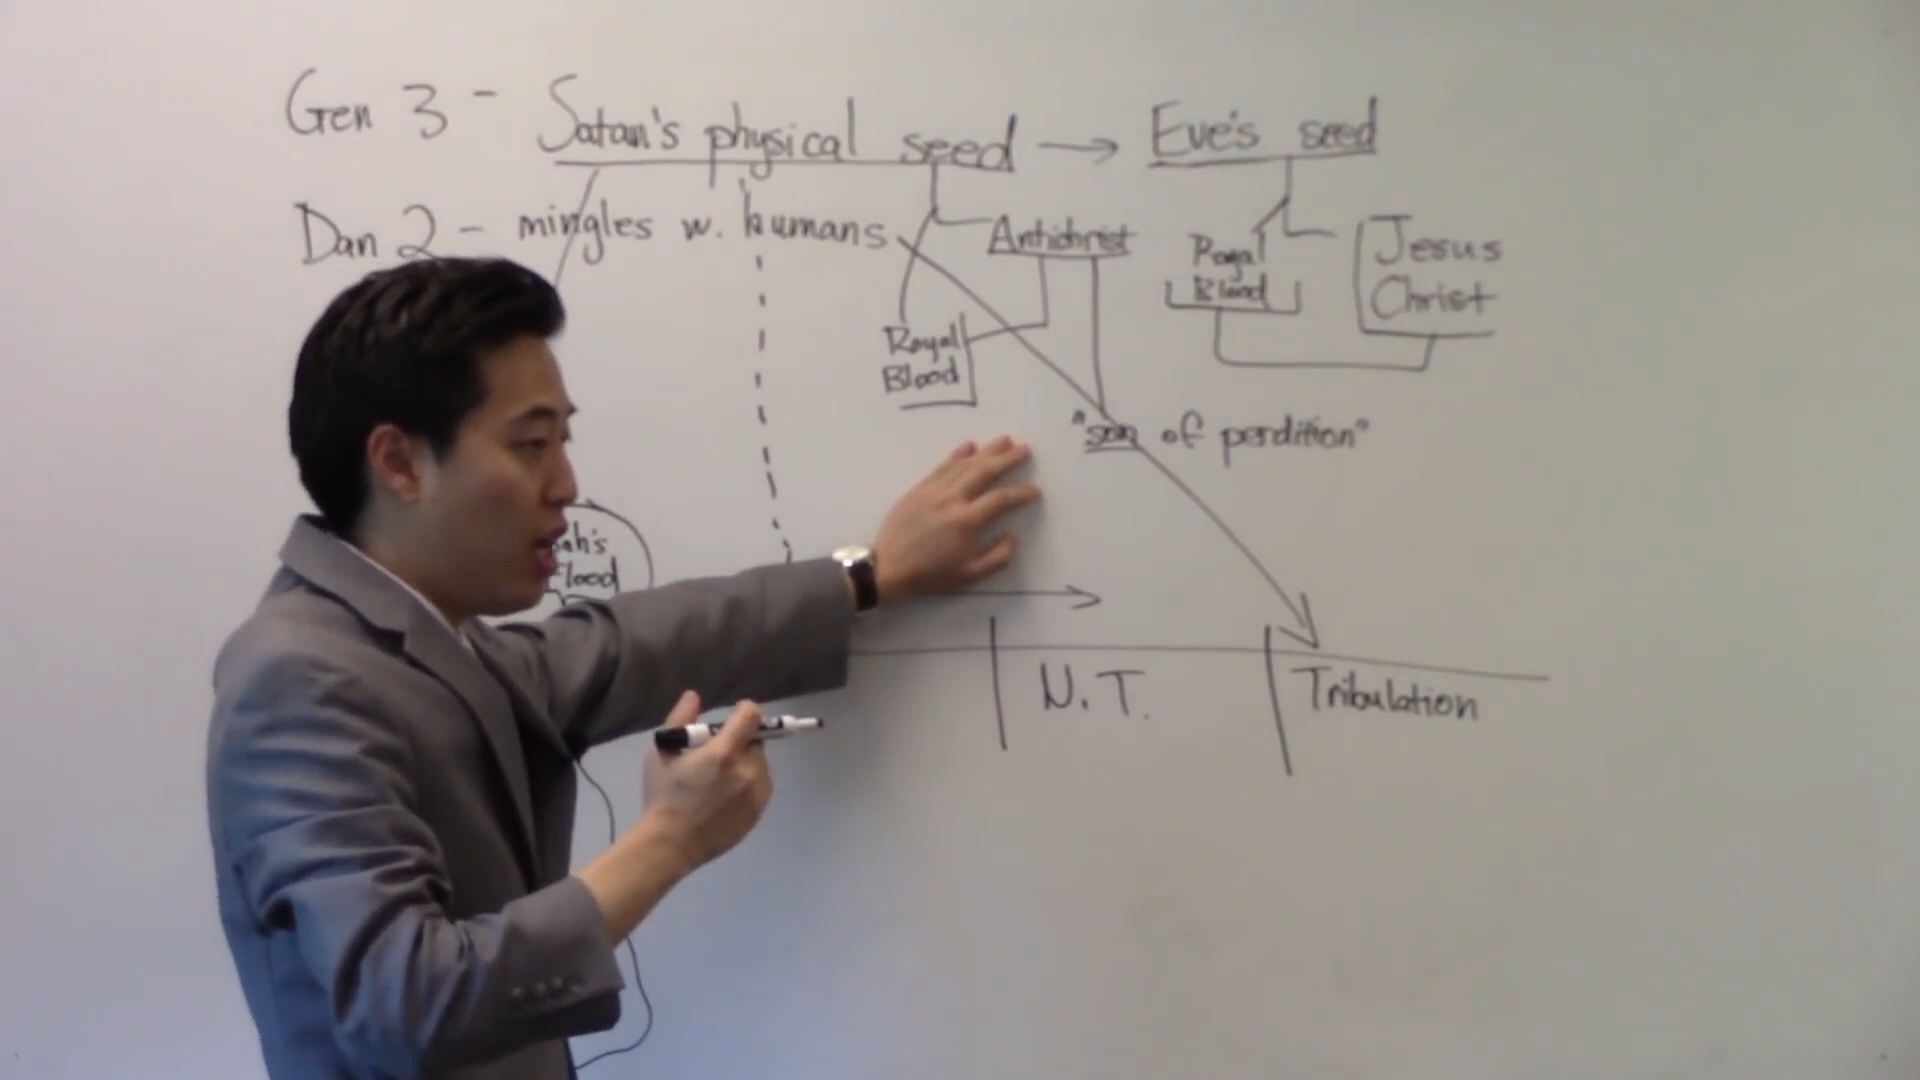 Gen 3 - Satan's physical seed → Eve's seed
Dan 2 - mingles w. humans
Antichrist
Royal
Blood
Royal
Blood
Jesus
Christ
"son of perdition"
ah's
Flood
N.T.
Tribulation